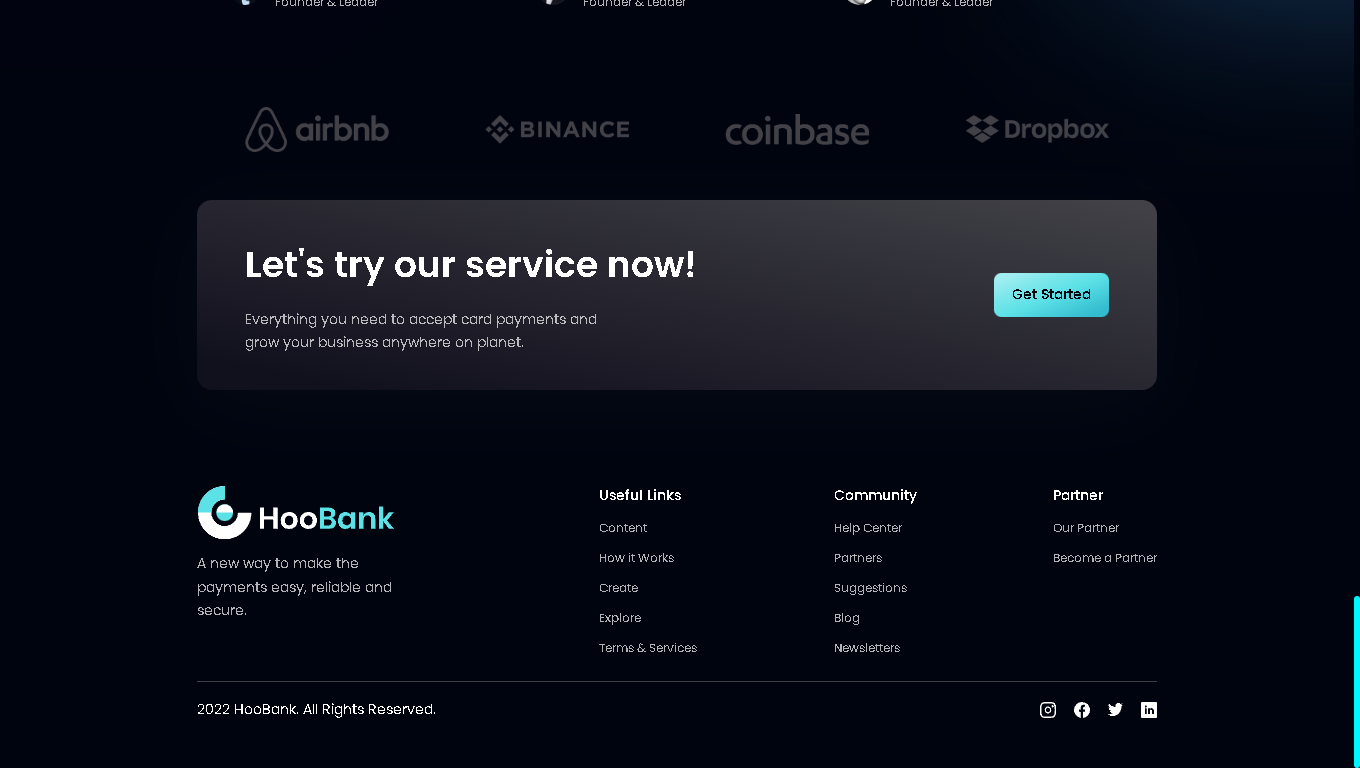 Founder & Leader
Founder & Leader
Founder & Leader
airbnb
BINANCE
coinbase
Dropbox
Let's try our service now!
Everything you need to accept card payments and
grow your business anywhere on planet.
Get Started
HooBank
A new way to make the
payments easy, reliable and
secure.
Useful Links
Content
How it Works
Create
Explore
Terms & Services
Community
Help Center
Partners
Suggestions
Blog
Newsletters
Partner
Our Partner
Become a Partner
2022 HooBank. All Rights Reserved.
in